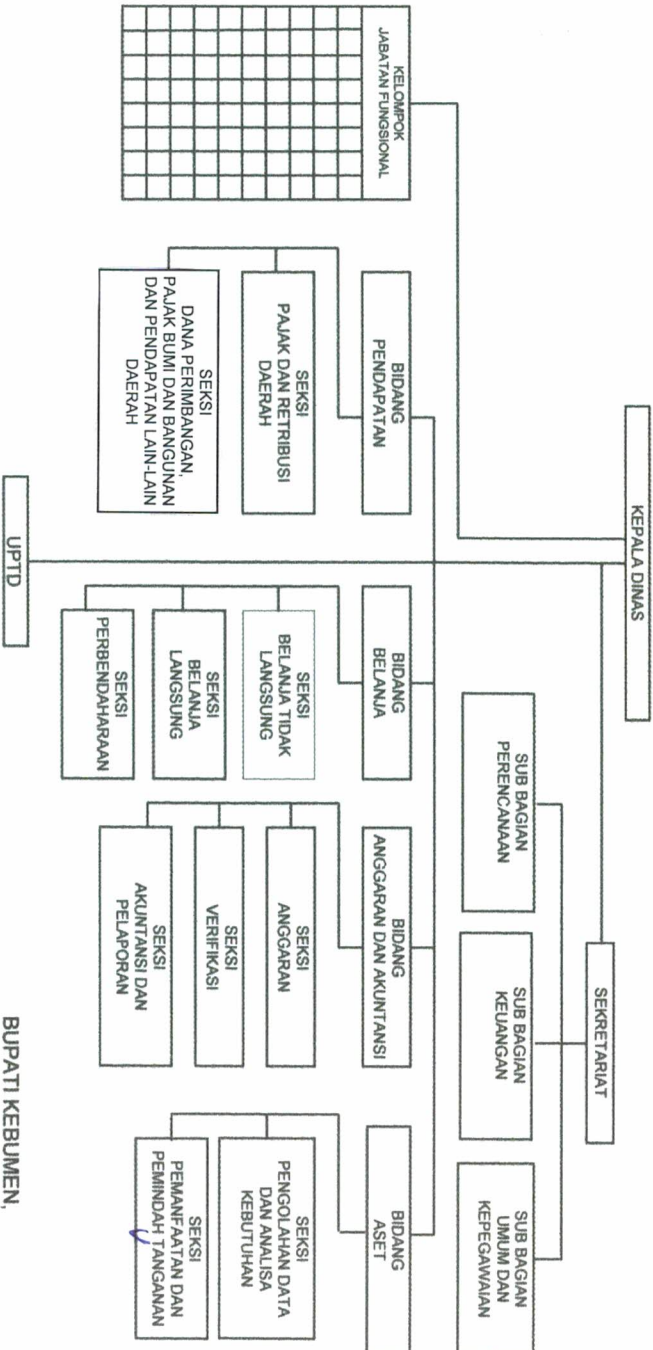 KEPALA DINAS
SEKRETARIAT
SUB BAGIAN
PERENCANAAN
SUB BAGIAN
KEUANGAN
SUB BAGIAN
UMUM DAN
KEPEGAWAIAN
KELOMPOK
JABATAN FUNGSIONAL
BIDANG
PENDAPATAN
SEKSI
PAJAK DAN RETRIBUSI
DAERAH
SEKSI
DANA PERIMBANGAN,
PAJAK BUMI DAN BANGUNAN
DAN PENDAPATAN LAIN-LAIN
DAERAH
BIDANG
BELANJA
SEKSI
BELANJA TIDAK
LANGSUNG
SEKSI
BELANJA
LANGSUNG
SEKSI
PERBENDAHARAAN
BIDANG
ANGGARAN DAN AKUNTANSI
SEKSI
ANGGARAN
SEKSI
VERIFIKASI
SEKSI
AKUNTANSI DAN
PELAPORAN
BIDANG
ASET
SEKSI
PENGOLAHAN DATA
DAN ANALISA
KEBUTUHAN
SEKSI
PEMANFAATAN DAN
PEMINDAH TANGANAN
UPTD
BUPATI KEBUMEN,